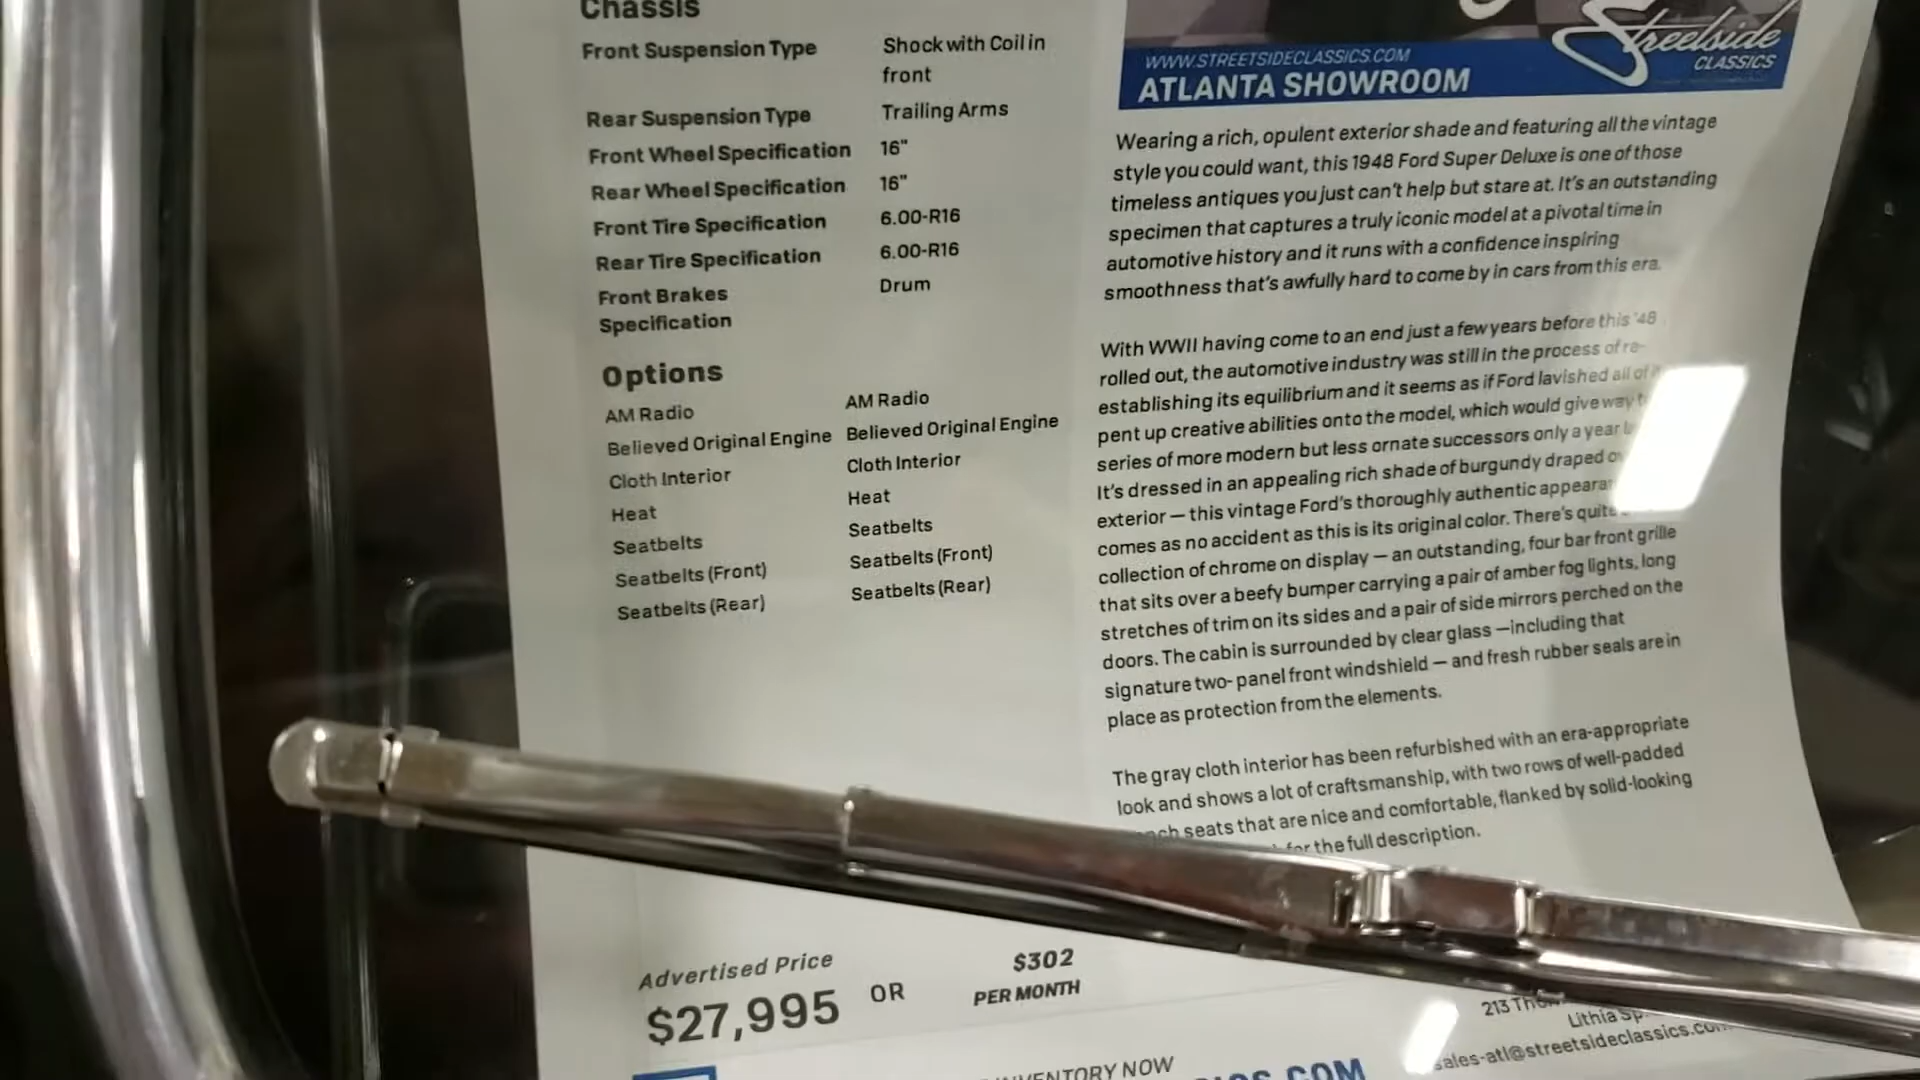 Chassis
Front Suspension Type Shock with Coil in
front
Rear Suspension Type Trailing Arms
Front Wheel Specification 16"
Rear Wheel Specification 16"
Front Tire Specification 6.00-R16
Rear Tire Specification 6.00-R16
Front Brakes Drum
Specification
Options
AM Radio AM Radio
Believed Original Engine Believed Original Engine
Cloth Interior Cloth Interior
Heat Heat
Seatbelts Seatbelts
Seatbelts (Front) Seatbelts (Front)
Seatbelts (Rear) Seatbelts (Rear)
Streetside
CLASSICS
WWW.STREETSIDECLASSICS.COM
ATLANTA SHOWROOM
Wearing a rich, opulent exterior shade and featuring all the vintage
style you could want, this 1948 Ford Super Deluxe is one of those
timeless antiques you just can't help but stare at. It's an outstanding
specimen that captures a truly iconic model at a pivotal time in
automotive history and it runs with a confidence inspiring
smoothness that's awfully hard to come by in cars from this era.
With WWII having come to an end just a few years before this '48
rolled out, the automotive industry was still in the process of re-
establishing its equilibrium and it seems as if Ford lavished all of
pent up creative abilities onto the model, which would give way
series of more modern but less ornate successors only a year
It's dressed in an appealing rich shade of burgundy draped
exterior — this vintage Ford's thoroughly authentic
comes as no accident as this is its original color. There's quite
collection of chrome on display — an outstanding, four bar front grille
that sits over a beefy bumper carrying a pair of amber fog lights, long
stretches of trim on its sides and a pair of side mirrors perched on the
doors. The cabin is surrounded by clear glass —including that
signature two- panel front windshield — and fresh rubber seals are in
place as protection from the elements.
The gray cloth interior has been refurbished with an era-appropriate
look and shows a lot of craftsmanship, with two rows of well-padded
seats that are nice and comfortable, flanked by solid-looking
for the full description.
Advertised Price
$27,995 OR $302
PER MONTH
213
Lithia
sales-atl@streetsideclassics.com
INVENTORY NOW
.COM